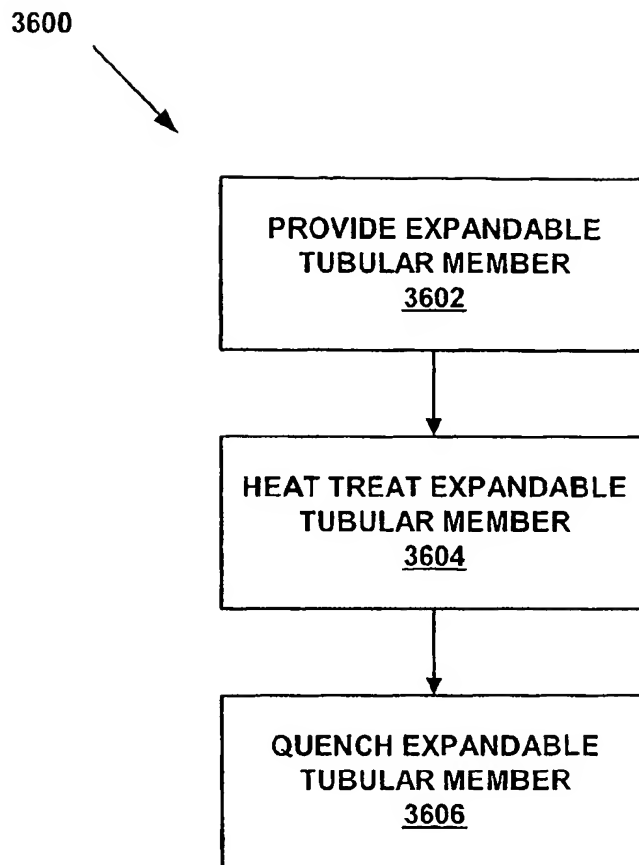 3600
PROVIDE EXPANDABLE
TUBULAR MEMBER
3602
HEAT TREAT EXPANDABLE
TUBULAR MEMBER
3604
QUENCH EXPANDABLE
TUBULAR MEMBER
3606